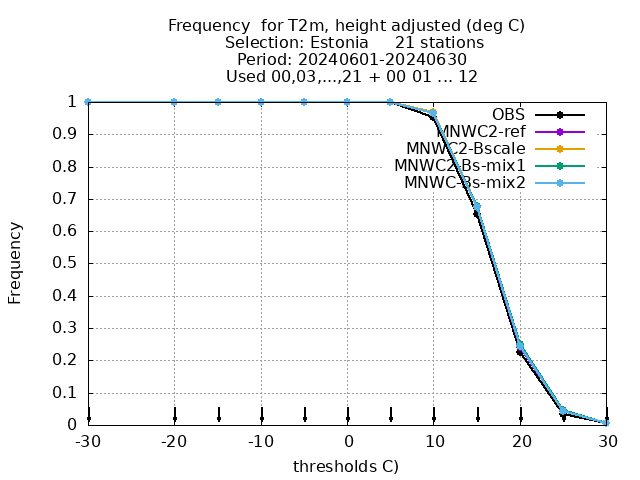 Frequency  for T2m, height adjusted (deg C)
Selection: Estonia     21 stations
Period: 20240601-20240630
Used 00,03,...,21 + 00 01 ... 12
OBS
MNWC2-ref
MNWC2-Bscale
MNWC2-Bs-mix1
MNWC-Bs-mix2
Frequency
1
0.9
0.8
0.7
0.6
0.5
0.4
0.3
0.2
0.1
0
-30 -20 -10 0 10 20 30
thresholds C)